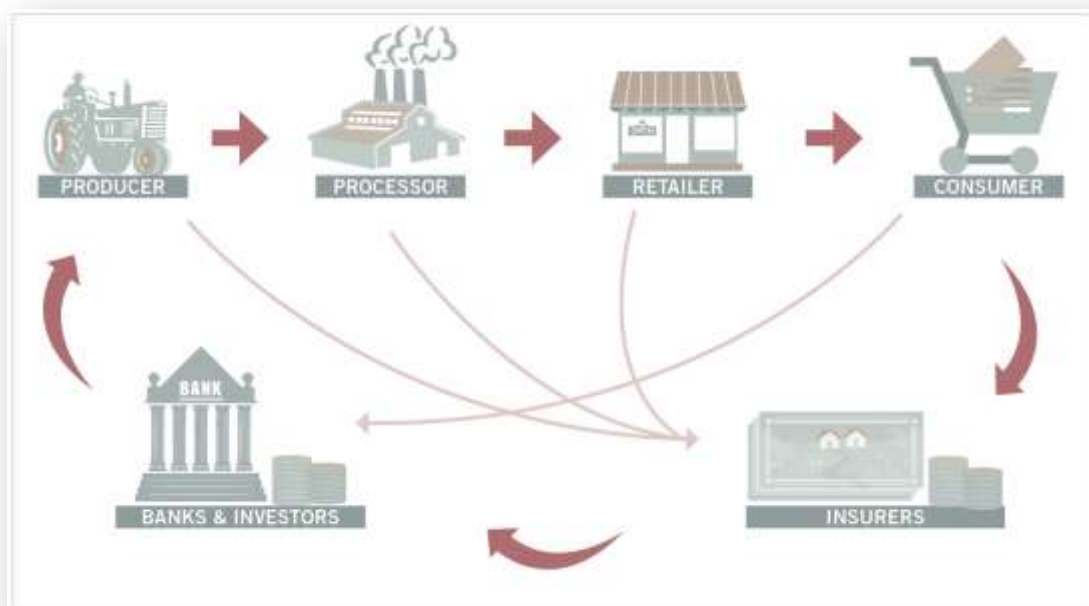 PRODUCER
PROCESSOR
RETAILER
CONSUMER
BANK
BANKS & INVESTORS
INSURERS